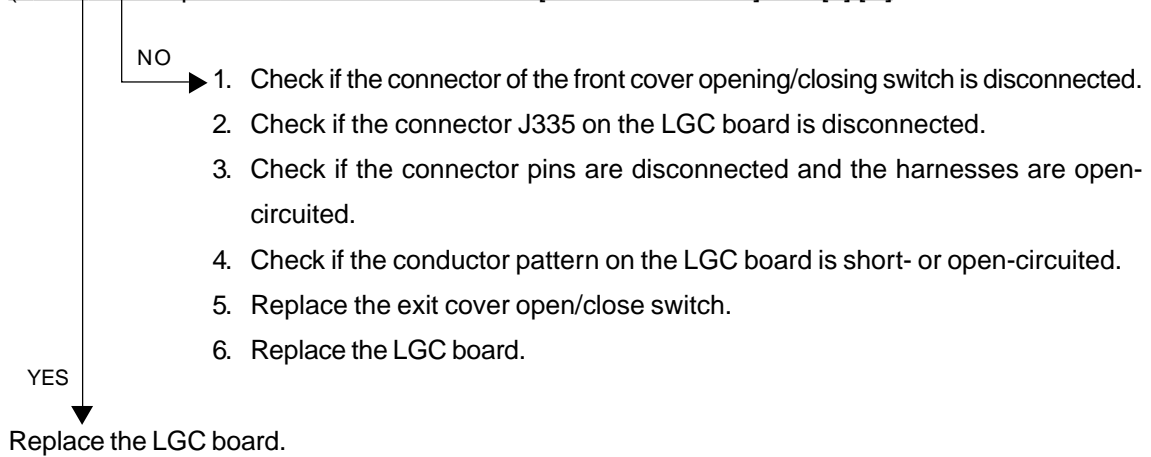 NO
1. Check if the connector of the front cover opening/closing switch is disconnected.
2. Check if the connector J335 on the LGC board is disconnected.
3. Check if the connector pins are disconnected and the harnesses are open-
circuited.
4. Check if the conductor pattern on the LGC board is short- or open-circuited.
5. Replace the exit cover open/close switch.
6. Replace the LGC board.
YES
Replace the LGC board.